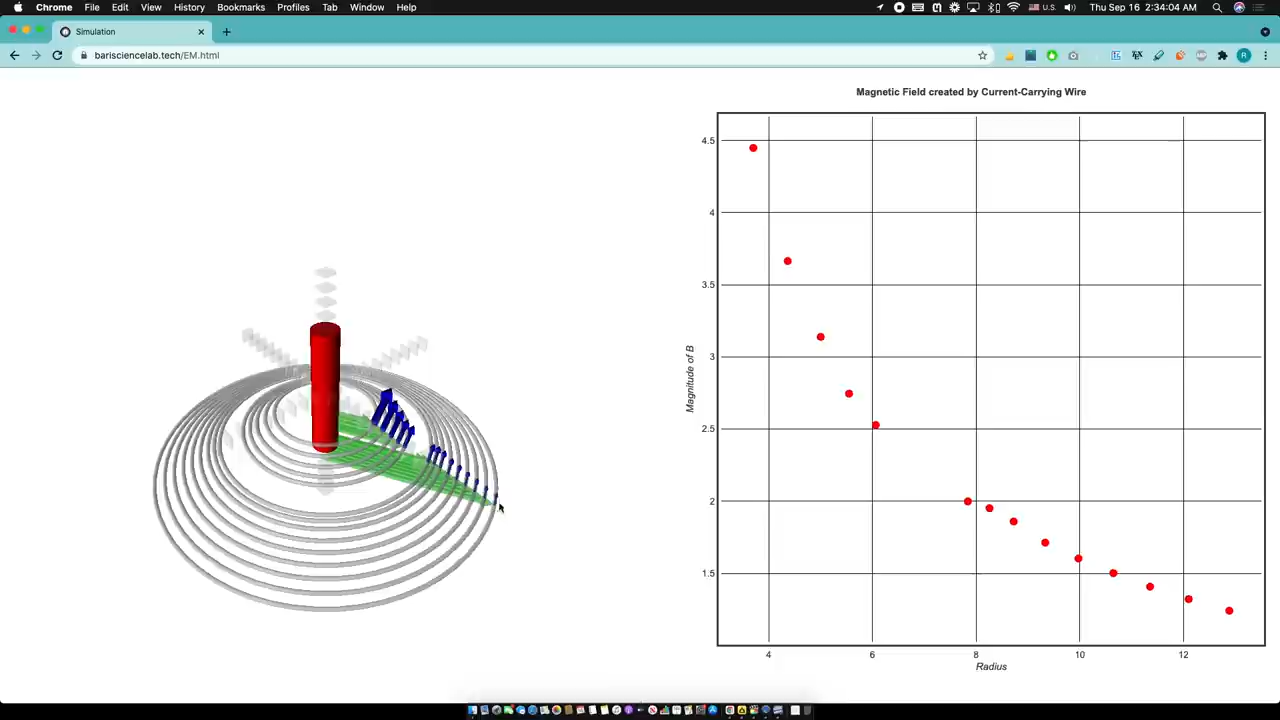 Chrome File Edit View History Bookmarks Profiles Tab Window Help U.S. Thu Sep 16 2:34:04 AM
Simulation
barisciencelab.tech/EM.html
Magnetic Field created by Current-Carrying Wire
4.5
4
3.5
3
2.5
2
1.5
Magnitude of B
4 6 8 10 12
Radius